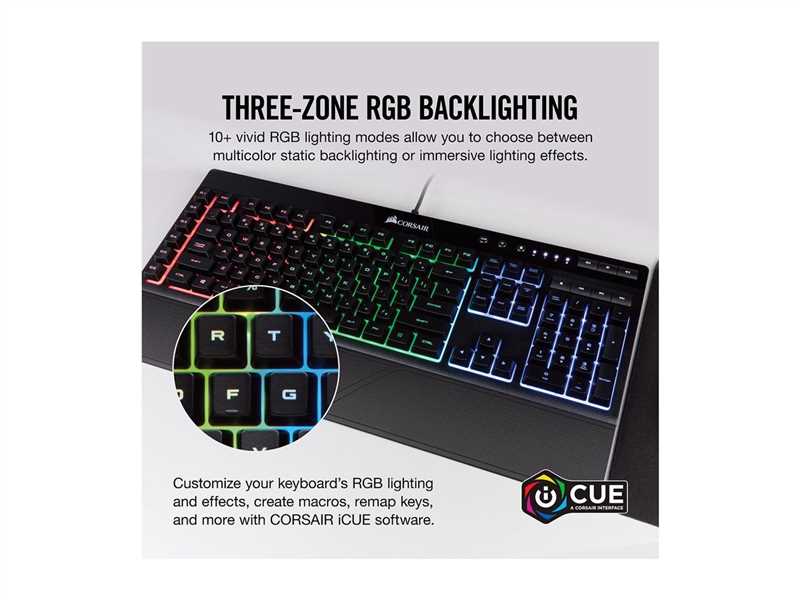 THREE-ZONE RGB BACKLIGHTING
10+ vivid RGB lighting modes allow you to choose between
multicolor static backlighting or immersive lighting effects.
CORSAIR
R T Y
D F G
V
Customize your keyboard's RGB lighting
and effects, create macros, remap keys,
and more with CORSAIR iCUE software.
iCUE
A CORSAIR INTERFACE